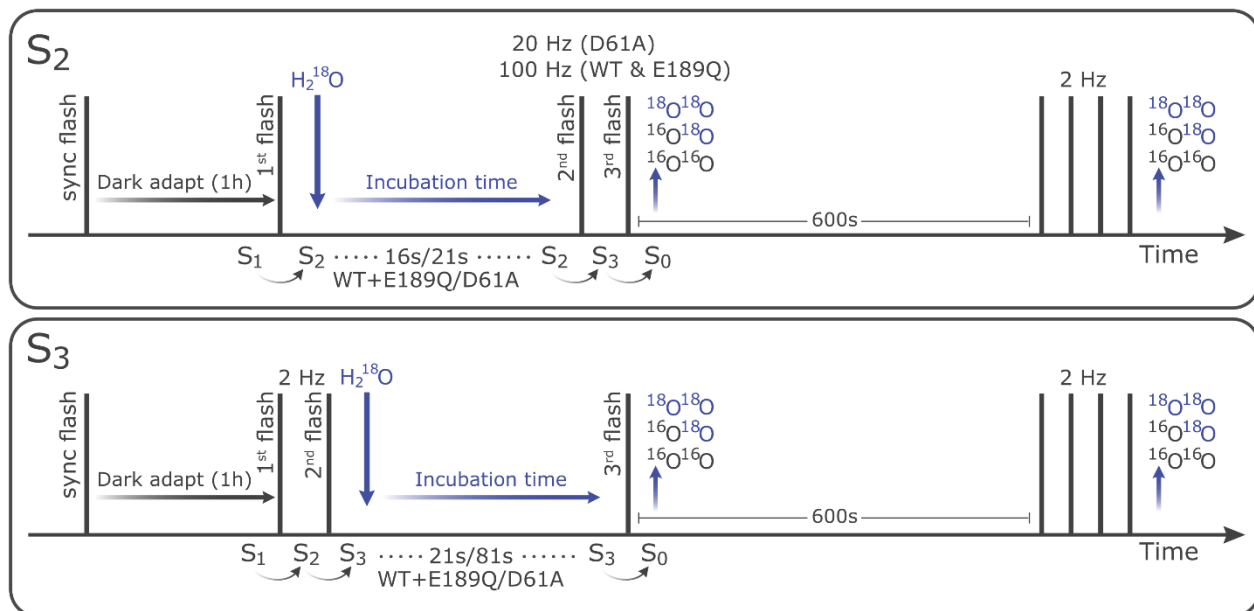 S₂
20 Hz (D61A)
100 Hz (WT & E189Q)
H₂¹⁸O
2 Hz
sync flash
Dark adapt (1h)
1st flash
Incubation time
2nd flash
3rd flash
¹⁸O¹⁸O
¹⁶O¹⁸O
¹⁶O¹⁶O
600s
¹⁸O¹⁸O
¹⁶O¹⁸O
¹⁶O¹⁶O
S₁ S₂ ····· 16s/21s ······ S₂ S₃ S₀
WT+E189Q/D61A
Time
S₃
2 Hz
H₂¹⁸O
2 Hz
sync flash
Dark adapt (1h)
1st flash
2nd flash
Incubation time
3rd flash
¹⁸O¹⁸O
¹⁶O¹⁸O
¹⁶O¹⁶O
600s
¹⁸O¹⁸O
¹⁶O¹⁸O
¹⁶O¹⁶O
S₁ S₂ S₃ ····· 21s/81s ······ S₃ S₀
WT+E189Q/D61A
Time